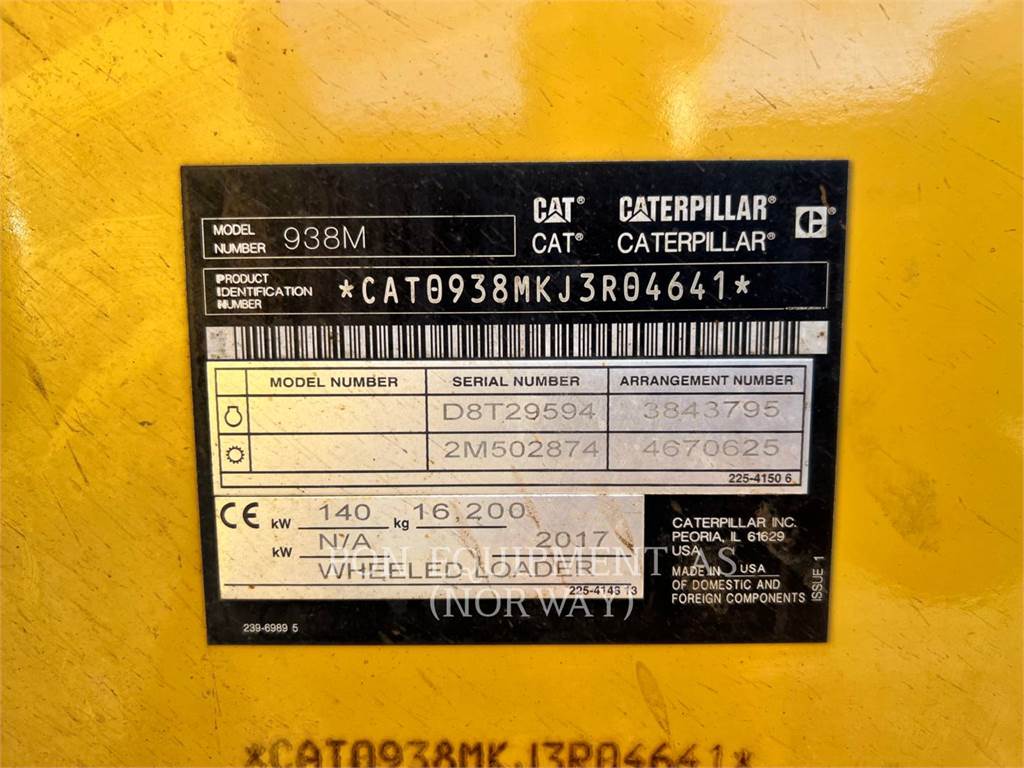 MODEL NUMBER 938M
CAT® CATERPILLAR®
CAT® CATERPILLAR®
PRODUCT IDENTIFICATION NUMBER *CAT0938MKJ3R04641*
MODEL NUMBER SERIAL NUMBER ARRANGEMENT NUMBER
D8T29594 3843795
2M502874 4670625
225-4150 6
CE kW 140 kg 16,200
kW N/A 2017
WHEELED LOADER
225-4146 13
CATERPILLAR INC.
PEORIA, IL 61629
USA
MADE IN USA
OF DOMESTIC AND
FOREIGN COMPONENTS
ISSUE 1
239-6989 5
PON EQUIPMENT AS
(NORWAY)
*CAT0938MKJ3R04641*